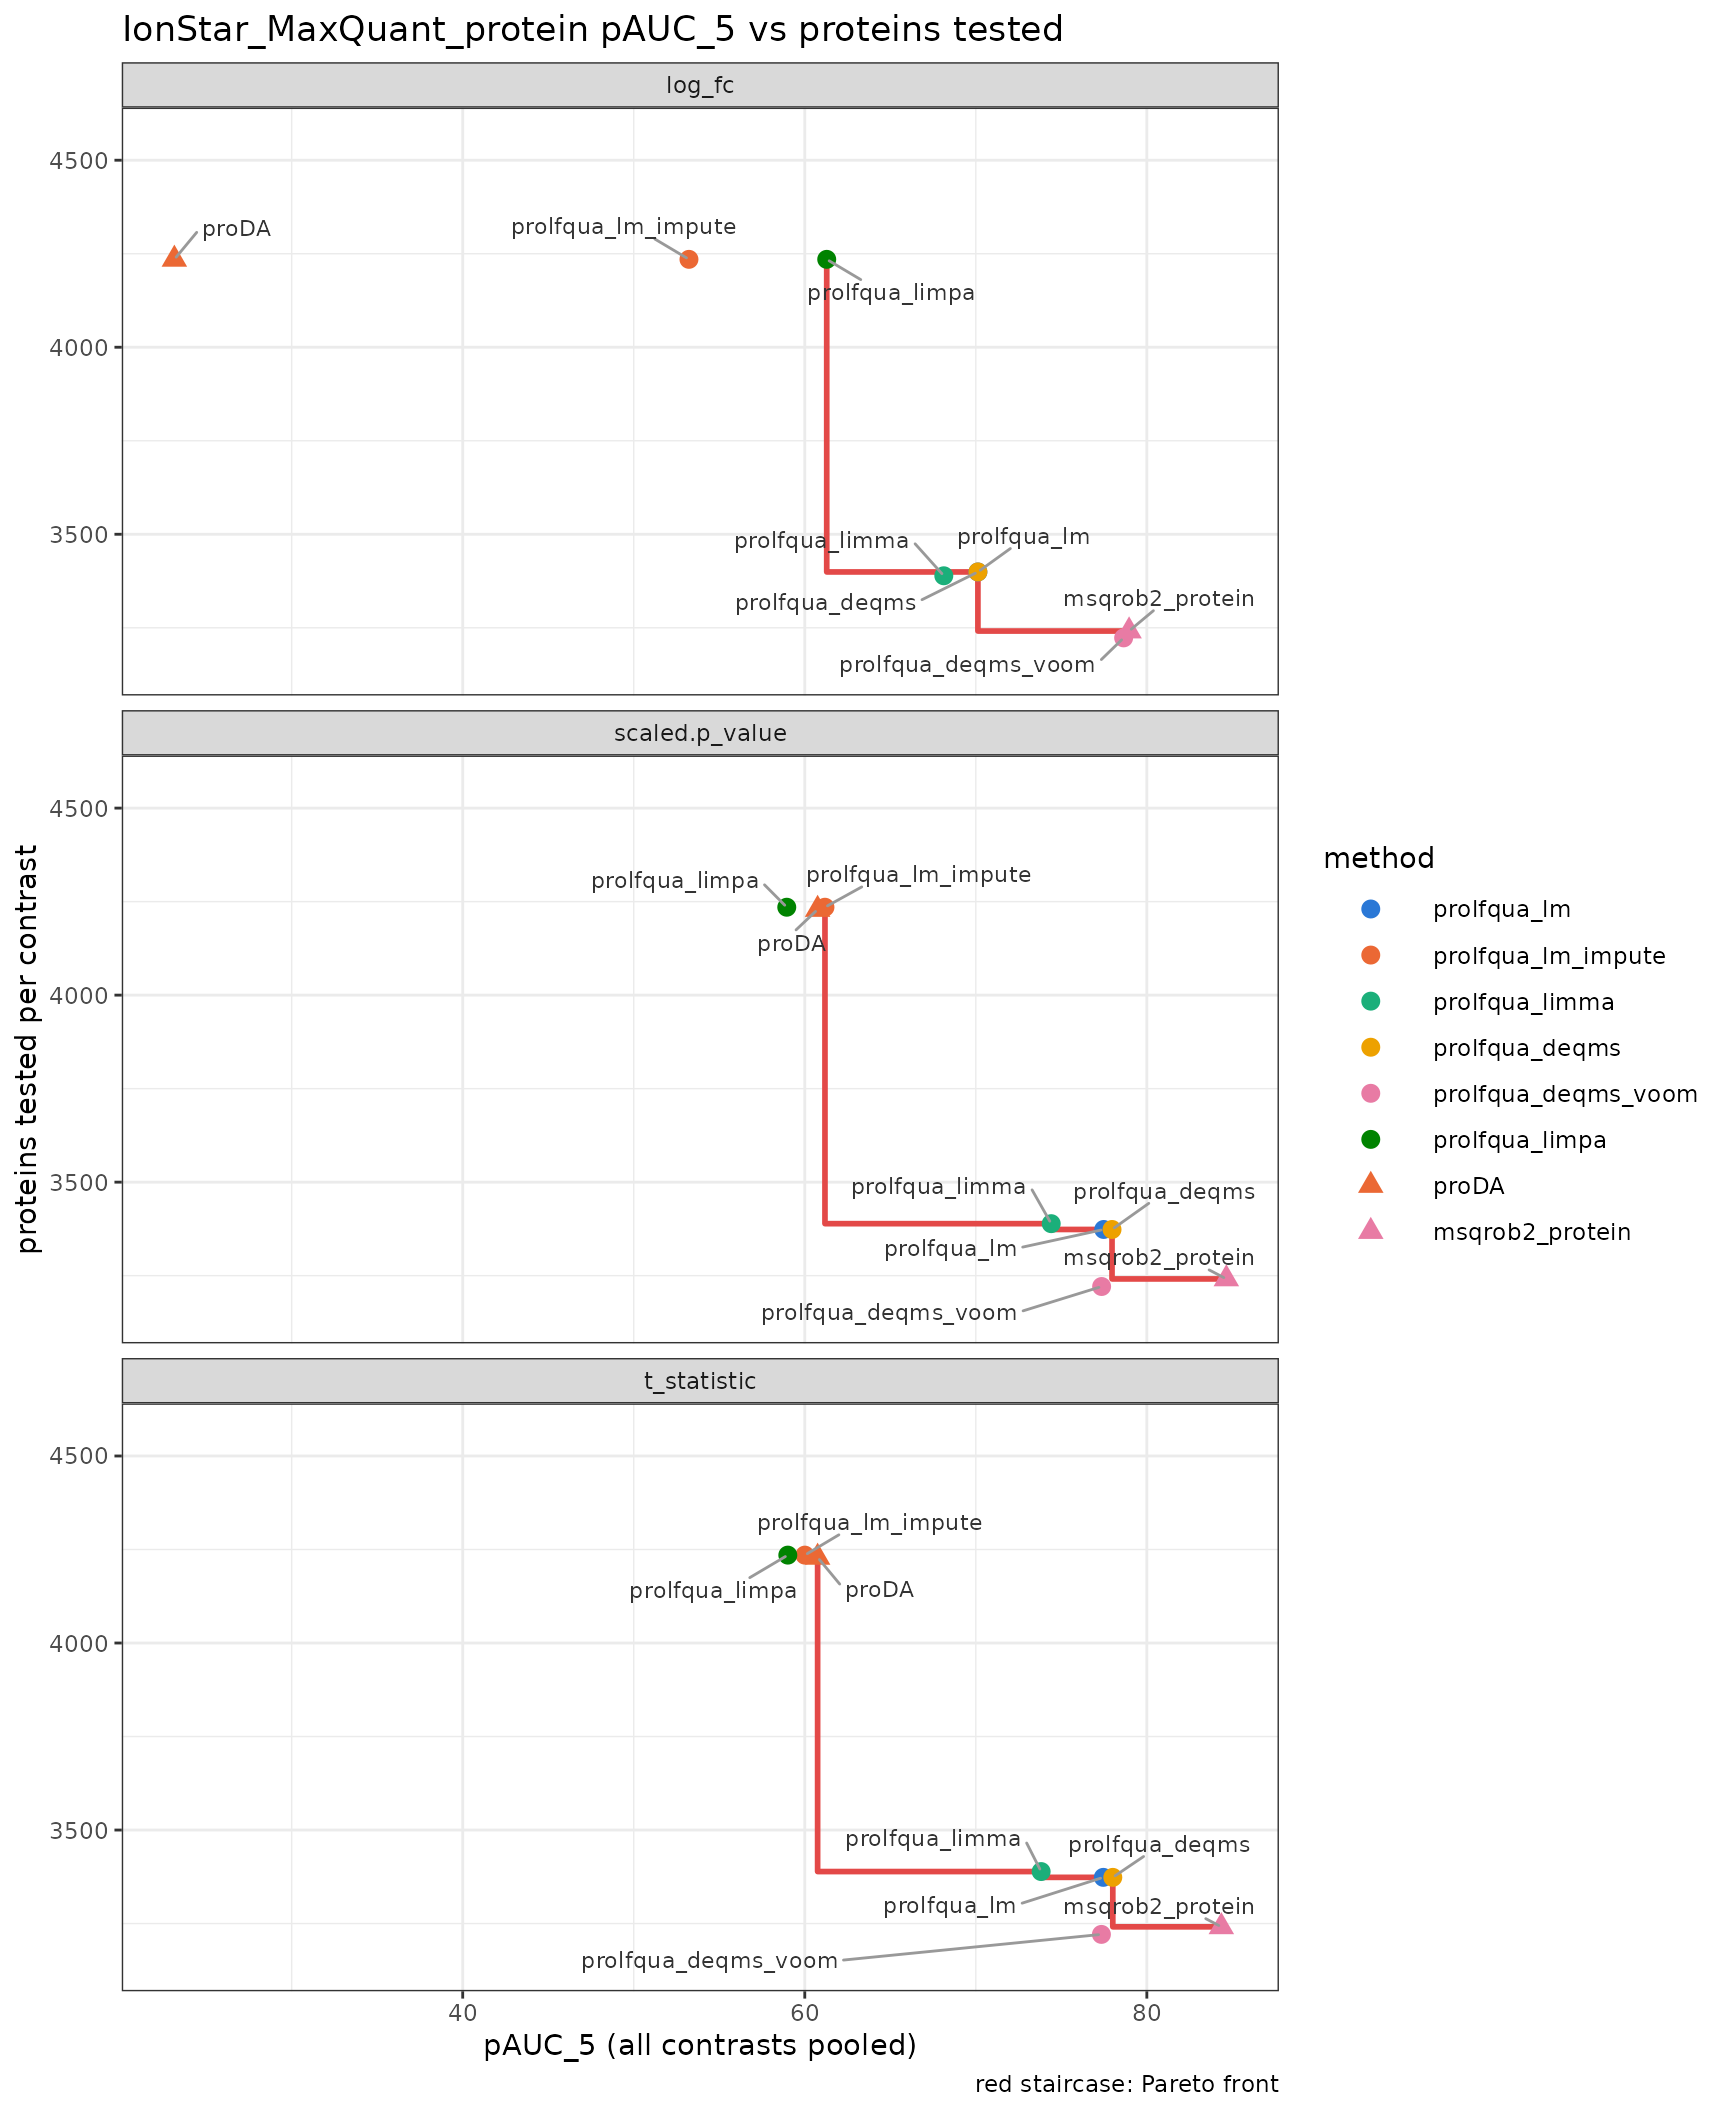 IonStar_MaxQuant_protein pAUC_5 vs proteins tested
log_fc
4500
4000
3500
proDA
prolfqua_lm_impute
prolfqua_limpa
prolfqua_limma
prolfqua_lm
prolfqua_deqms
msqrob2_protein
prolfqua_deqms_voom
scaled.p_value
4500
4000
3500
prolfqua_lm_impute
prolfqua_limpa
proDA
prolfqua_limma
prolfqua_deqms
prolfqua_lm
msqrob2_protein
prolfqua_deqms_voom
t_statistic
4500
4000
3500
prolfqua_lm_impute
prolfqua_limpa
proDA
prolfqua_limma
prolfqua_deqms
prolfqua_lm
msqrob2_protein
prolfqua_deqms_voom
40
60
80
pAUC_5 (all contrasts pooled)
proteins tested per contrast
red staircase: Pareto front
method
prolfqua_lm
prolfqua_lm_impute
prolfqua_limma
prolfqua_deqms
prolfqua_deqms_voom
prolfqua_limpa
proDA
msqrob2_protein